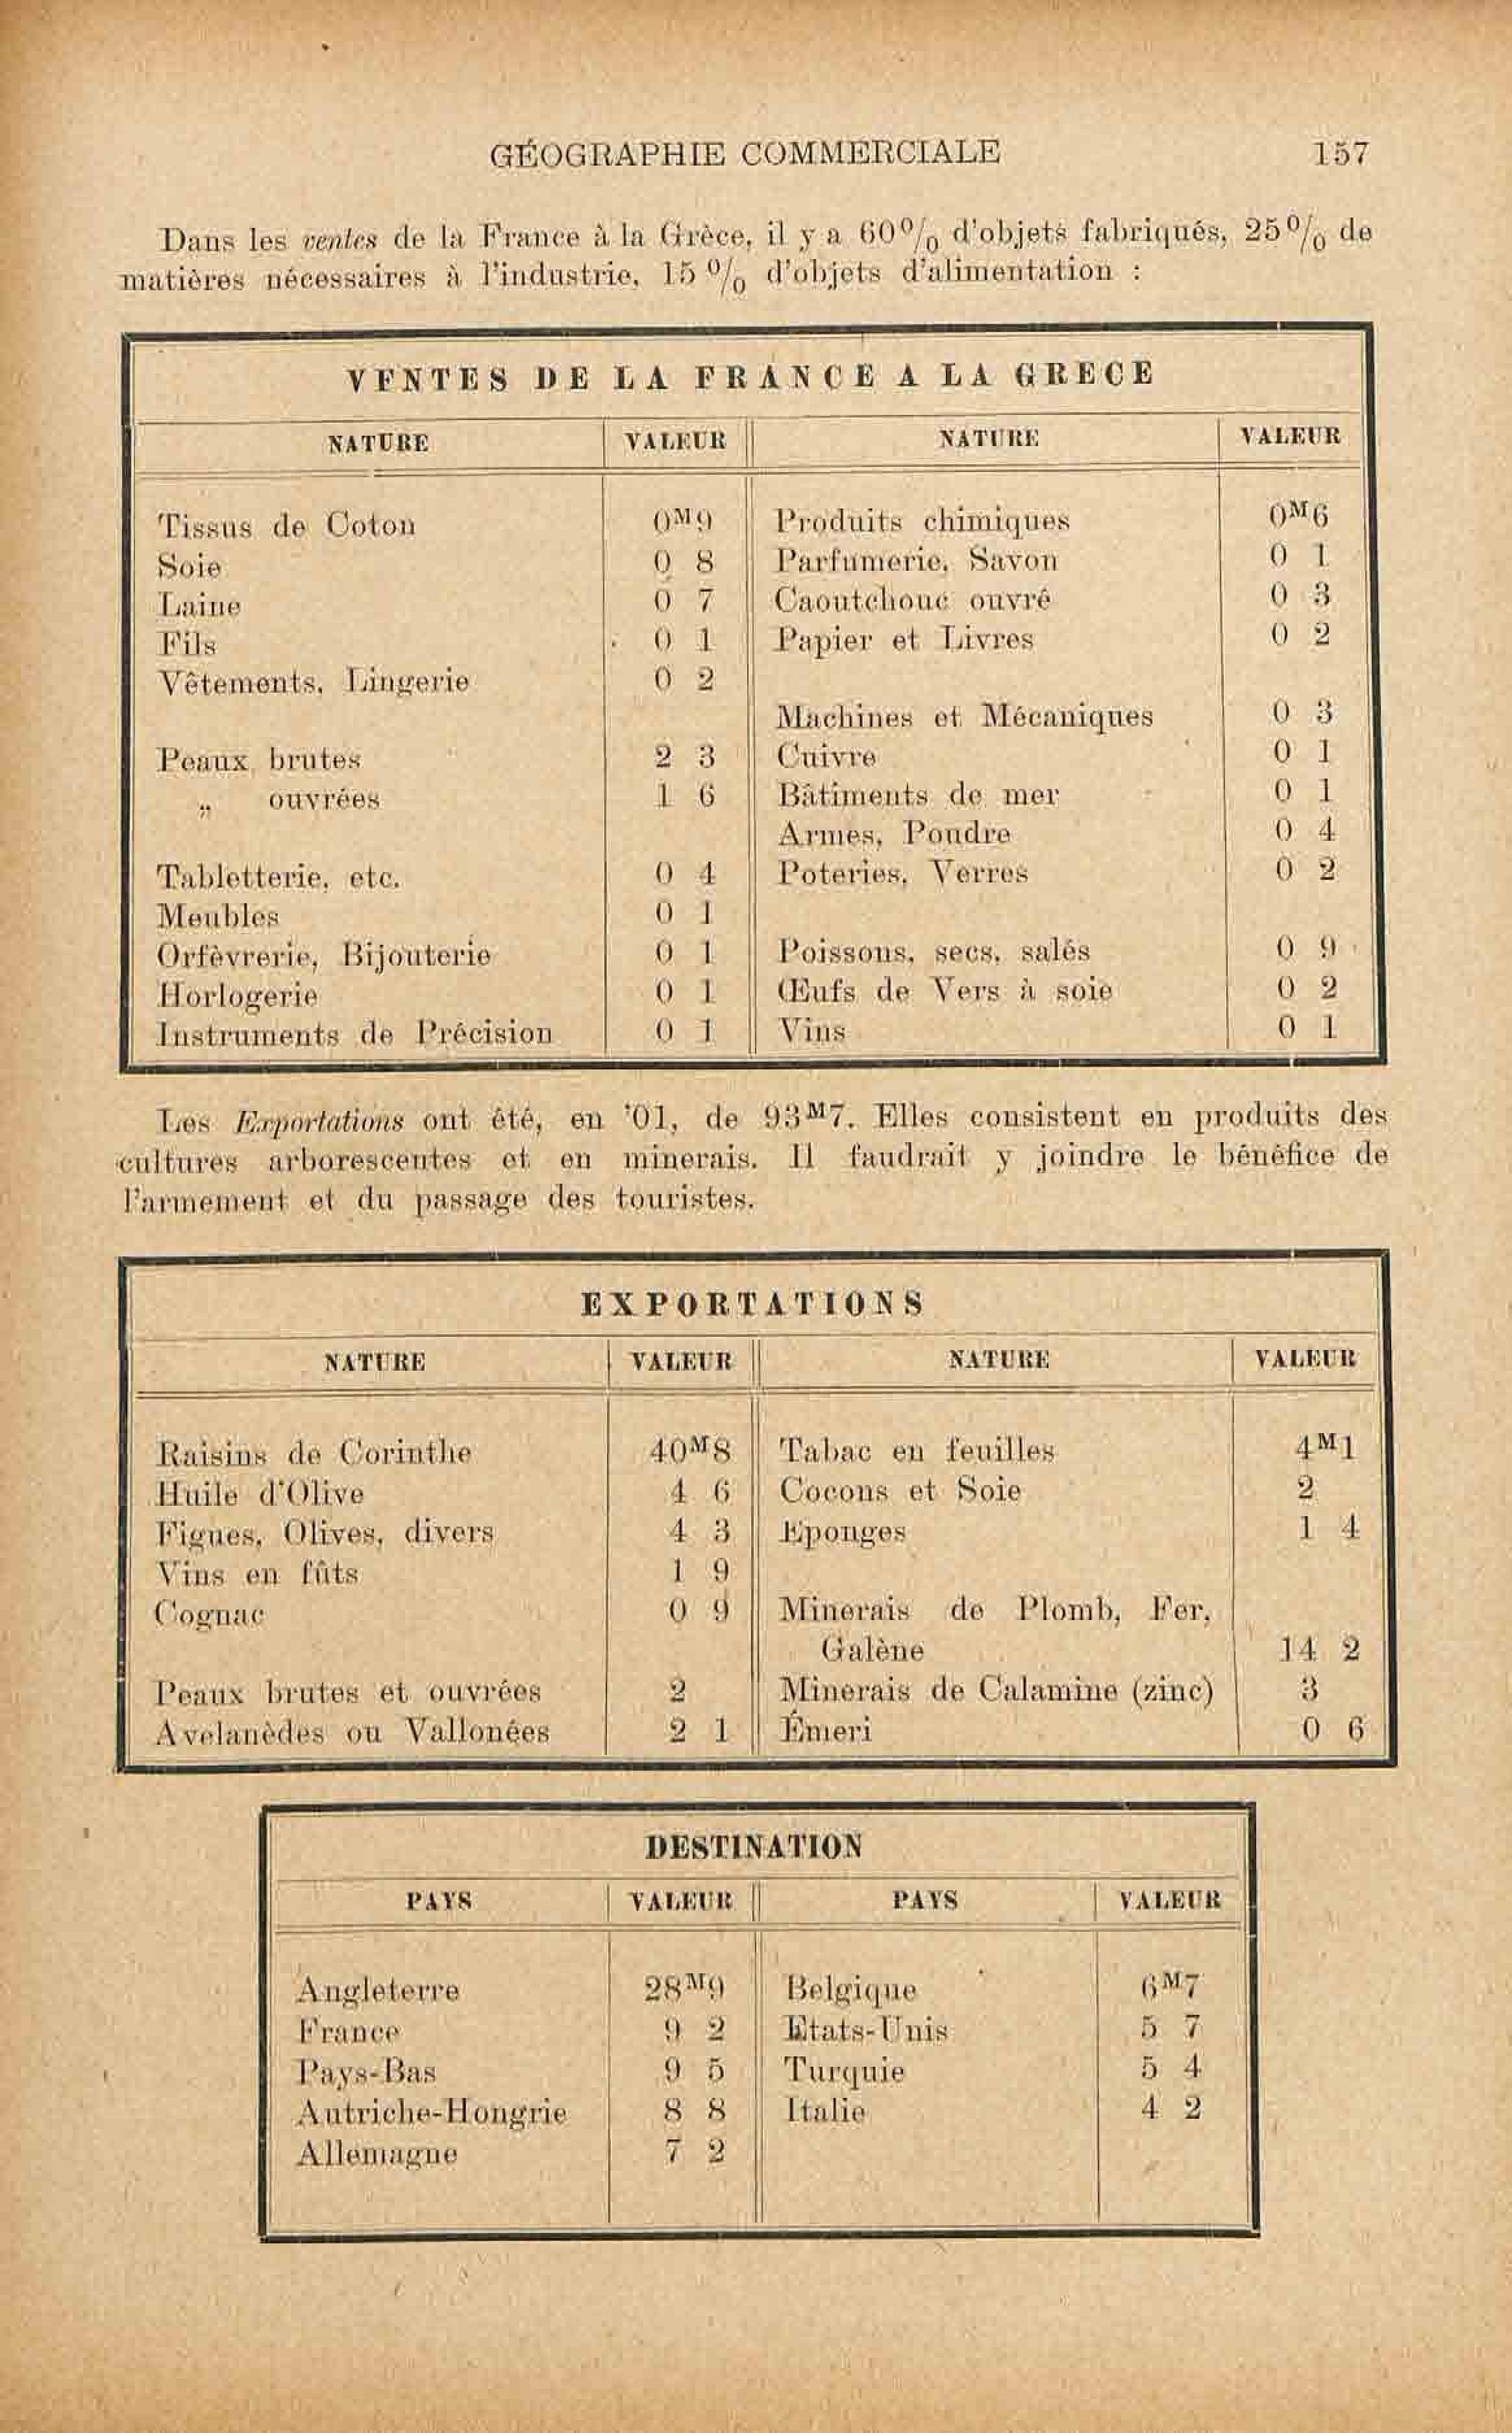 GÉOGRAPHIE COMMERCIALE 157
Dans les ventes de la France à la Grèce, il y a 60% d'objets fabriqués, 25% de
matières nécessaires à l'industrie, 15 % d'objets d'alimentation :
VENTES DE LA FRANCE A LA GRECE
NATURE VALEUR NATURE VALEUR
Tissus de Coton 0M9 Produits chimiques 0M6
Soie 0 8 Parfumerie, Savon 0 1
Laine 0 7 Caoutchouc ouvré 0 3
Fils 0 1 Papier et Livres 0 2
Vêtements, Lingerie 0 2
Machines et Mécaniques 0 3
Peaux brutes 2 3 Cuivre 0 1
„ ouvrées 1 6 Bâtiments de mer 0 1
Armes, Poudre 0 4
Tabletterie, etc. 0 4 Poteries, Verres 0 2
Meubles 0 1
Orfèvrerie, Bijouterie 0 1 Poissons, secs, salés 0 9
Horlogerie 0 1 Œufs de Vers à soie 0 2
Instruments de Précision 0 1 Vins 0 1
Les Exportations ont été, en '01, de 93M7. Elles consistent en produits des
cultures arborescentes et en minerais. Il faudrait y joindre le bénéfice de
l'armement et du passage des touristes.
EXPORTATIONS
NATURE VALEUR NATURE VALEUR
Raisins de Corinthe 40M8 Tabac en feuilles 4M1
Huile d'Olive 4 6 Cocons et Soie 2
Figues, Olives, divers 4 3 Eponges 1 4
Vins en fûts 1 9
Cognac 0 9 Minerais de Plomb, Fer,
Galène 14 2
Peaux brutes et ouvrées 2 Minerais de Calamine (zinc) 3
Avelanèdes ou Vallonées 2 1 Émeri 0 6
DESTINATION
PAYS VALEUR PAYS VALEUR
Angleterre 28M9 Belgique 6M7
France 9 2 Etats-Unis 5 7
Pays-Bas 9 5 Turquie 5 4
Autriche-Hongrie 8 8 Italie 4 2
Allemagne 7 2